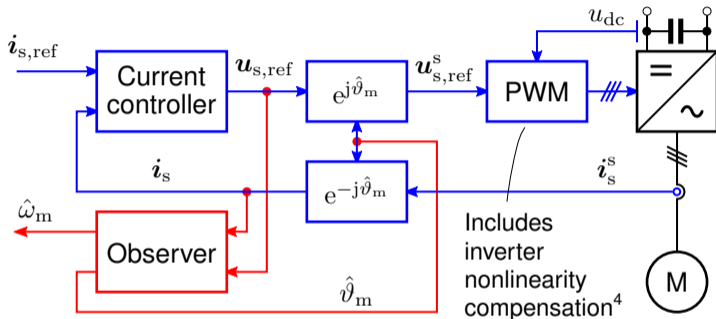 i_s,ref
Current
controller
u_s,ref
e^jϑ̂_m
u^s_s,ref
PWM
u_dc
=
~
i_s
e^-jϑ̂_m
i^s_s
ω̂_m
Observer
ϑ̂_m
Includes
inverter
nonlinearity
compensation⁴
M